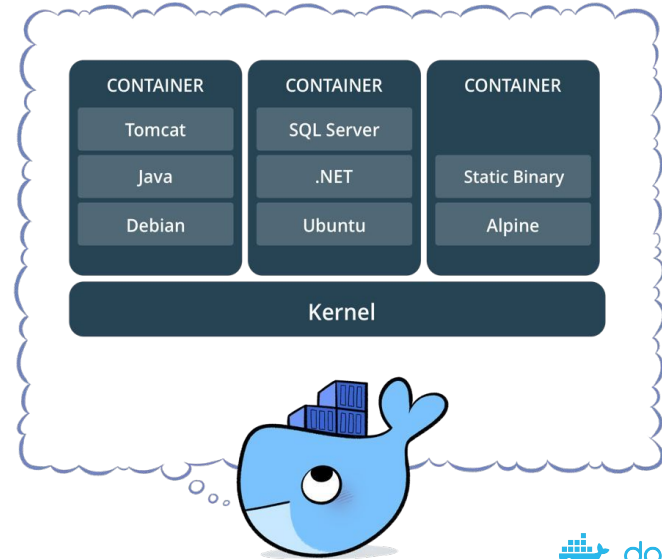 CONTAINER
Tomcat
Java
Debian
CONTAINER
SQL Server
.NET
Ubuntu
CONTAINER
Static Binary
Alpine
Kernel